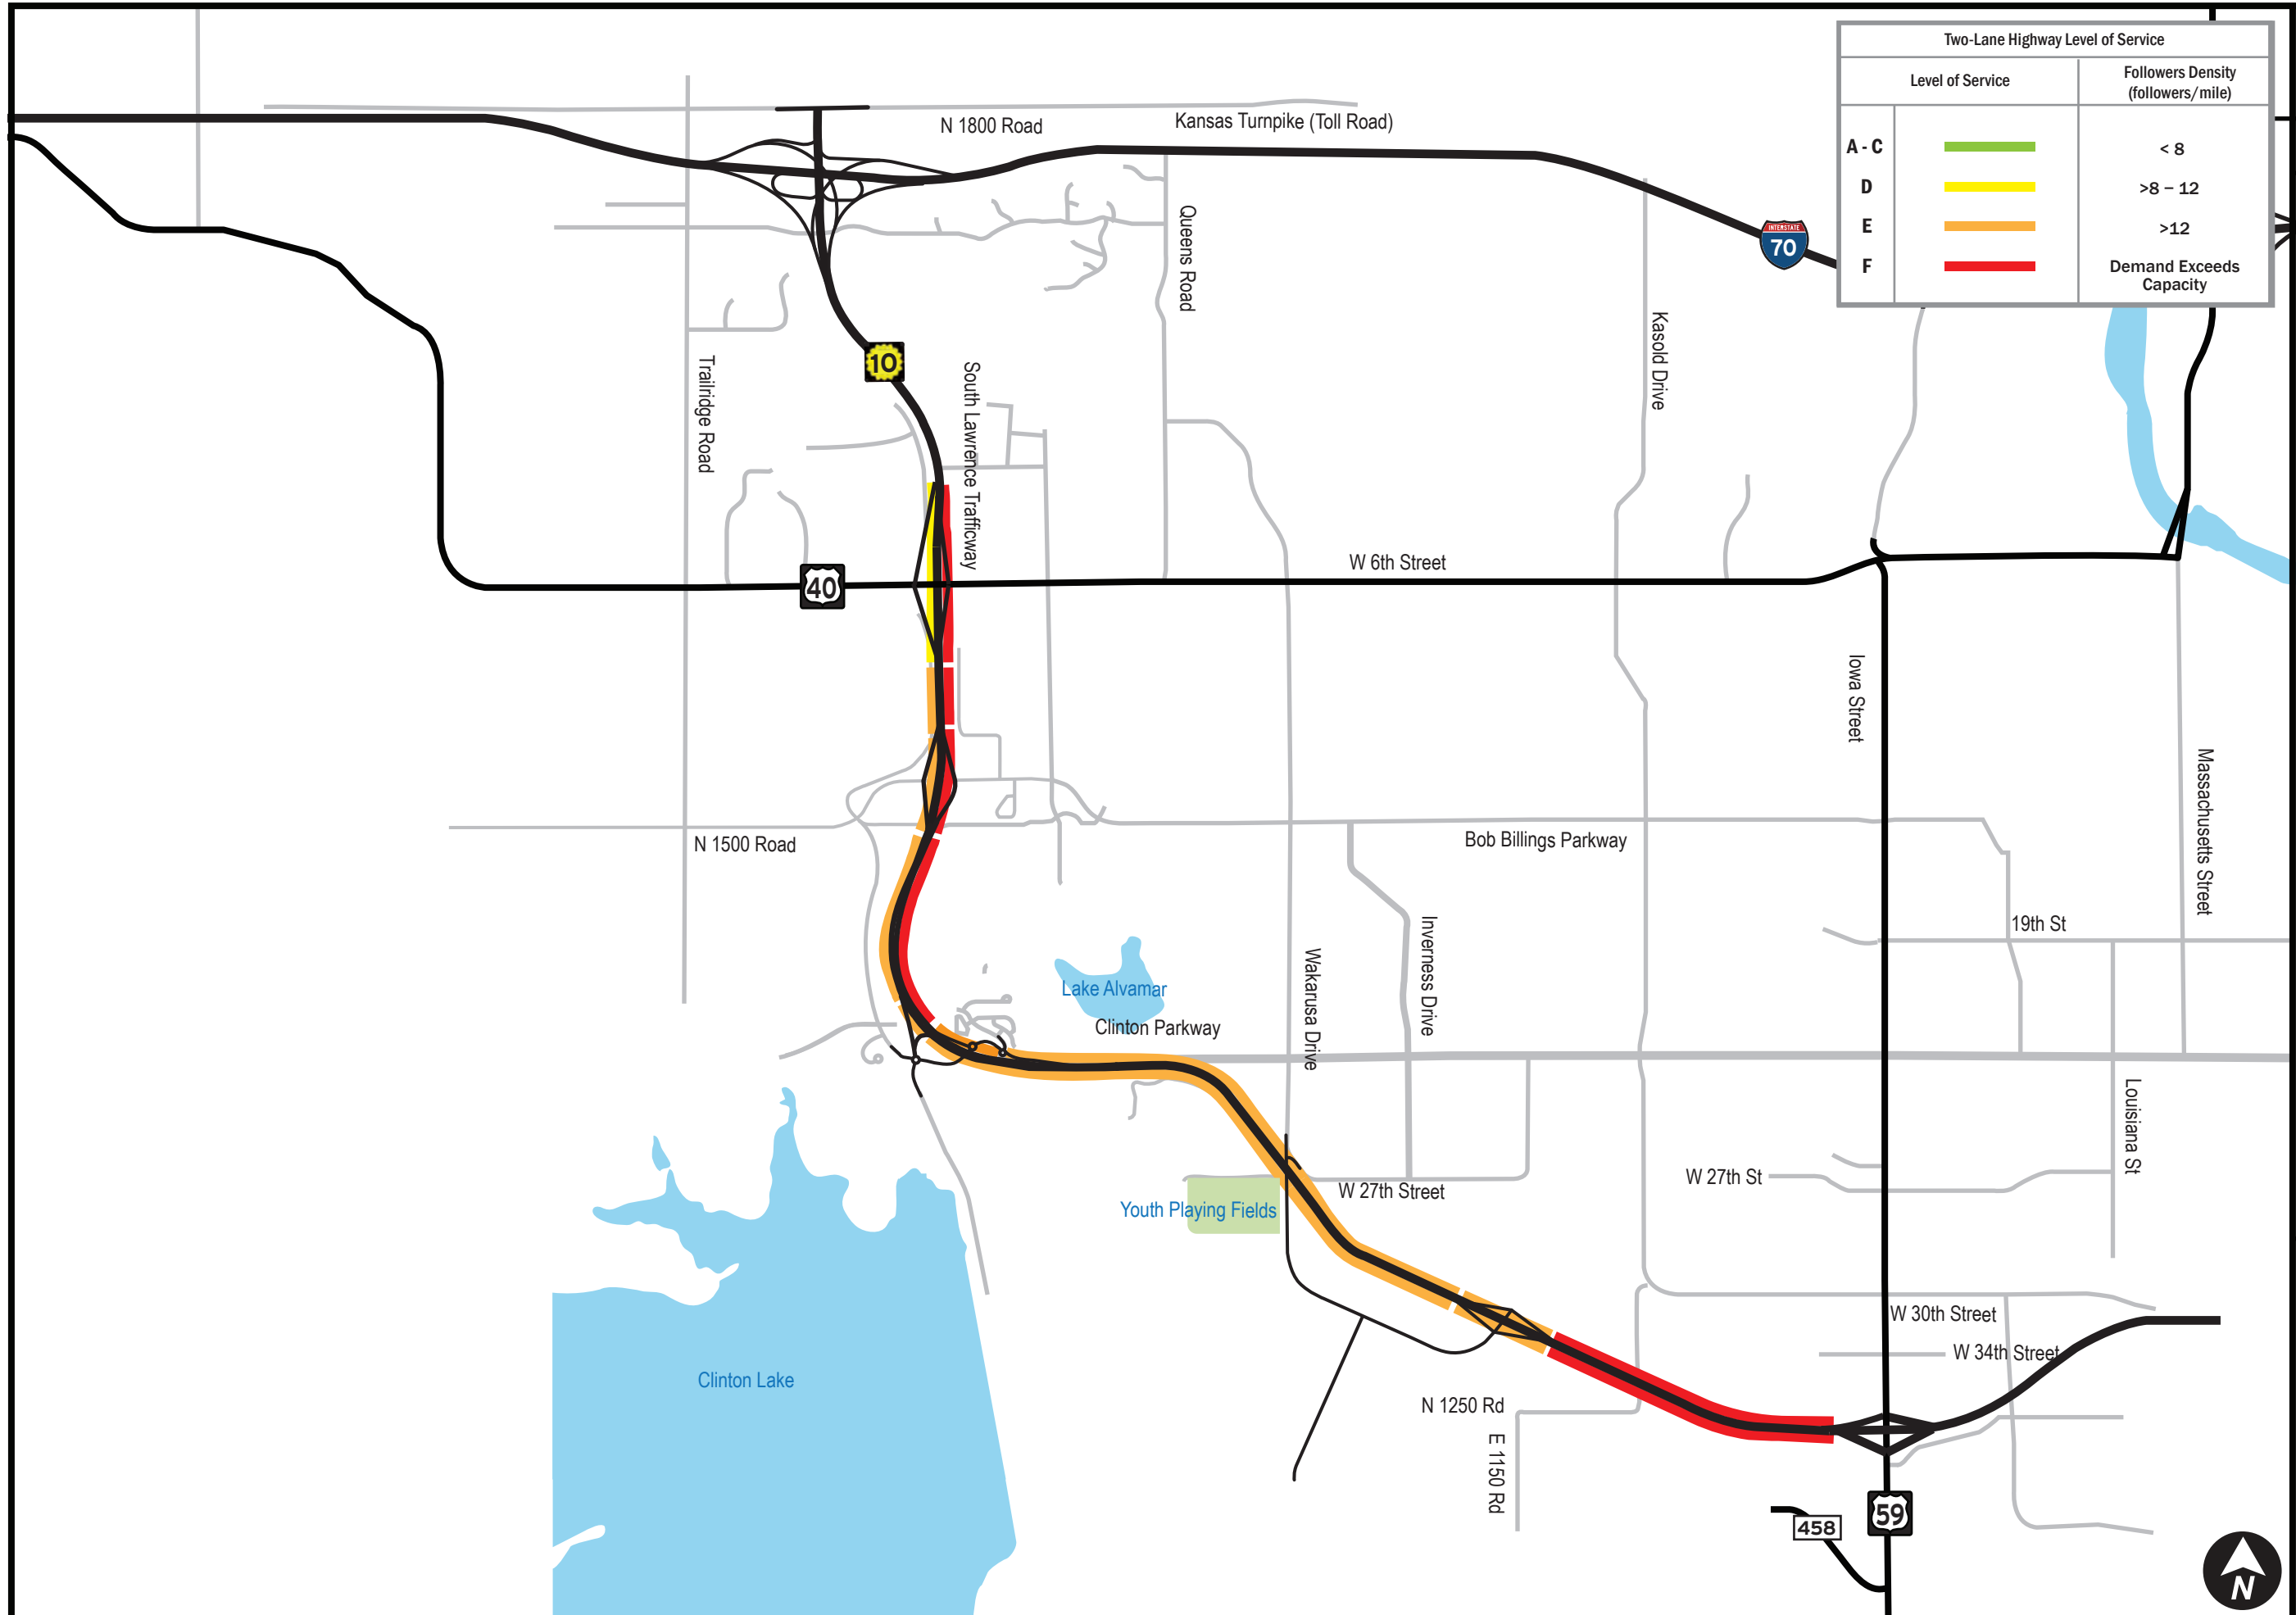 Two-Lane Highway Level of Service
Level of Service
Followers Density
(followers/mile)
A - C
< 8
D
>8 – 12
E
>12
F
Demand Exceeds
Capacity
N 1800 Road
Kansas Turnpike (Toll Road)
INTERSTATE
70
Queens Road
Kasold Drive
Trailridge Road
10
South Lawrence Trafficway
W 6th Street
40
Iowa Street
Massachusetts Street
N 1500 Road
Bob Billings Parkway
19th St
Inverness Drive
Wakarusa Drive
Lake Alvamar
Clinton Parkway
Louisiana St
W 27th St
W 27th Street
Youth Playing Fields
W 30th Street
W 34th Street
Clinton Lake
N 1250 Rd
E 1150 Rd
59
458
N